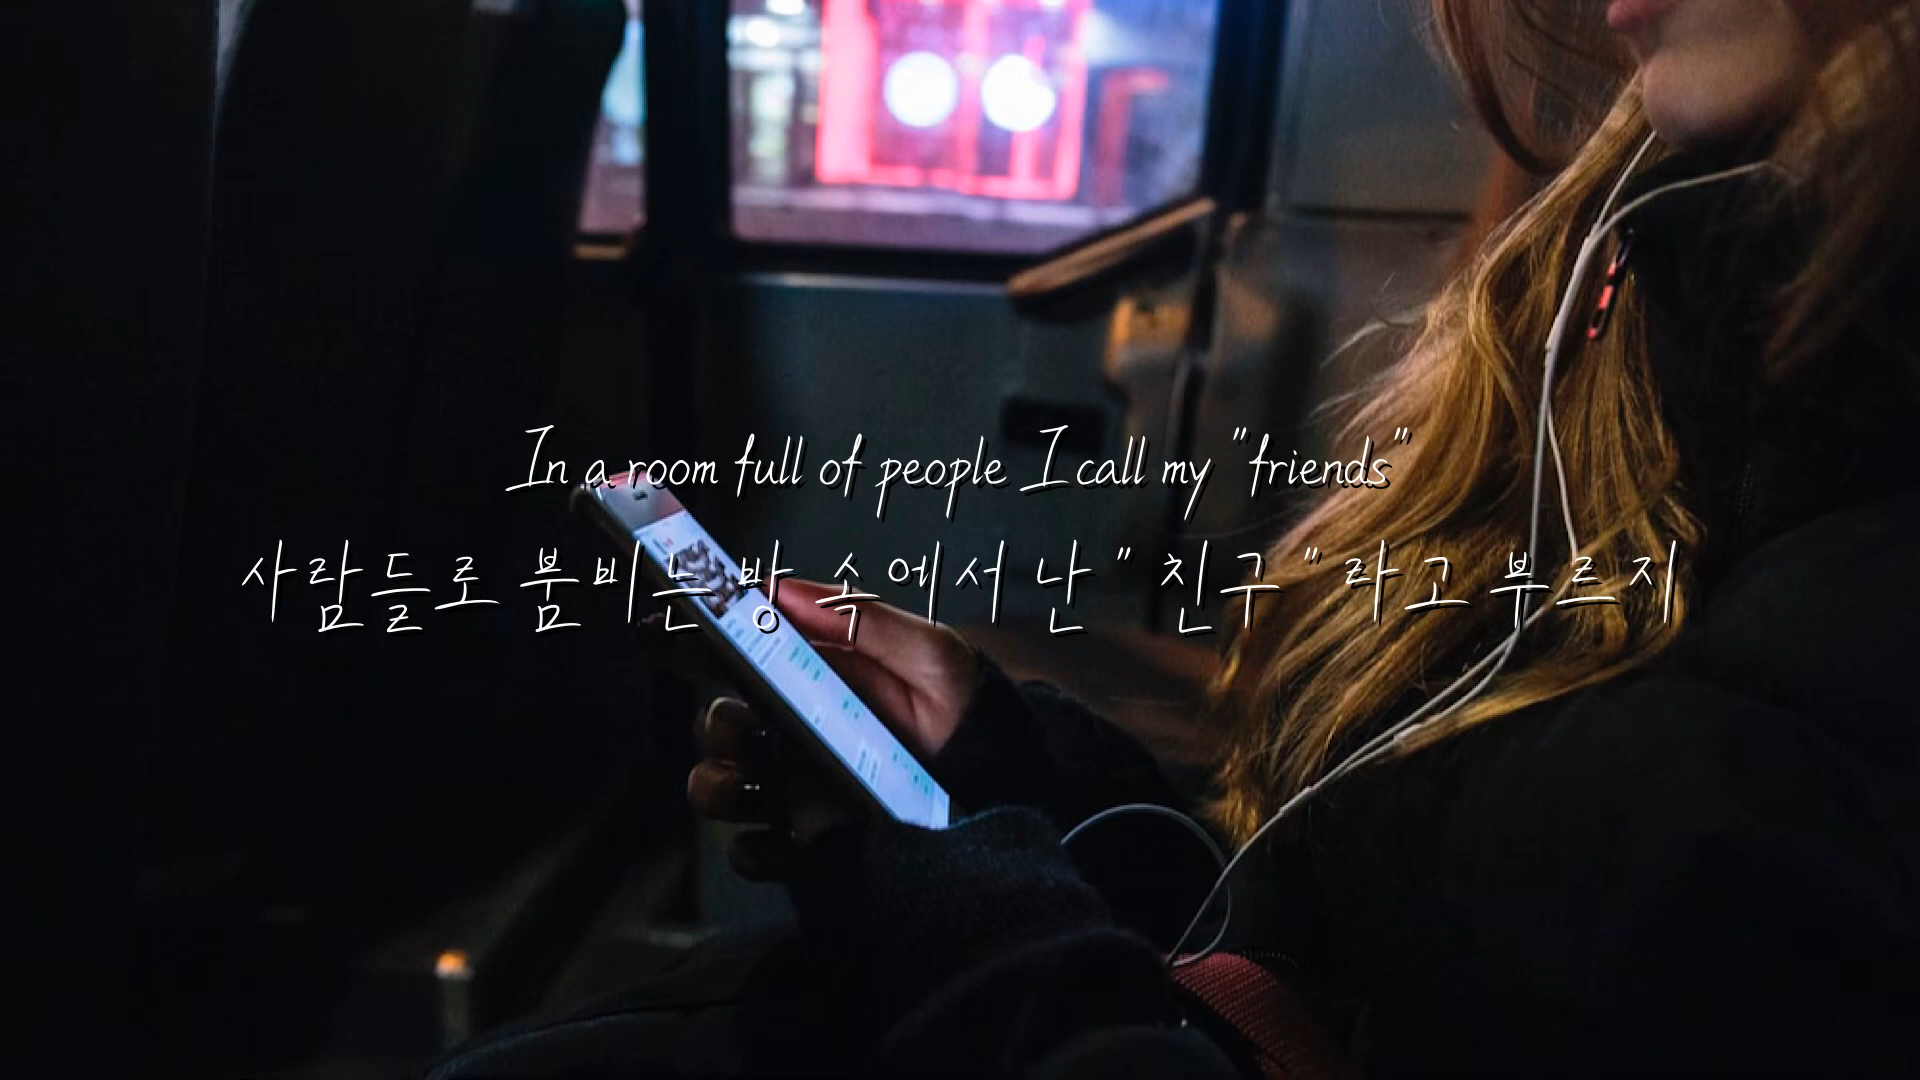 In a room full of people I call my "friends"
사람들로 붐비는 방 속에서 난 "친구"라고 부르지